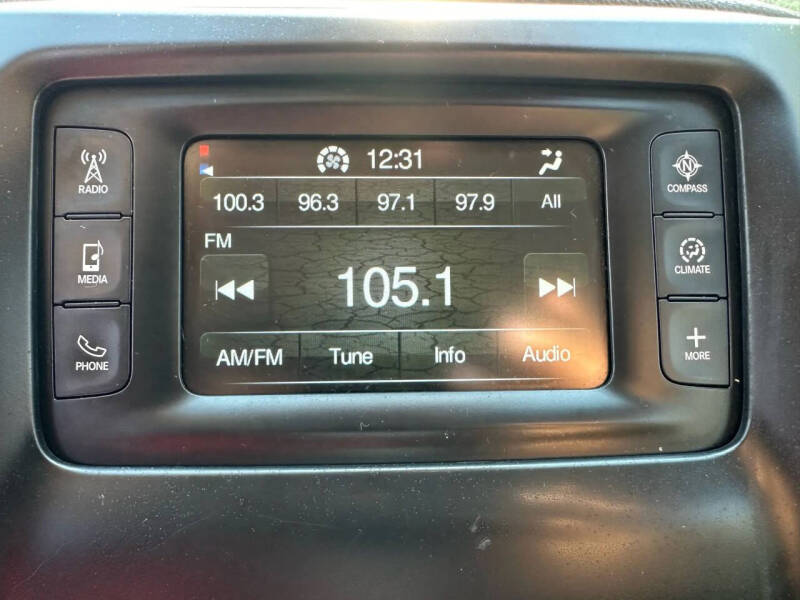 12:31
100.3 96.3 97.1 97.9 All
FM
105.1
AM/FM Tune Info Audio
RADIO
MEDIA
PHONE
N
COMPASS
CLIMATE
MORE